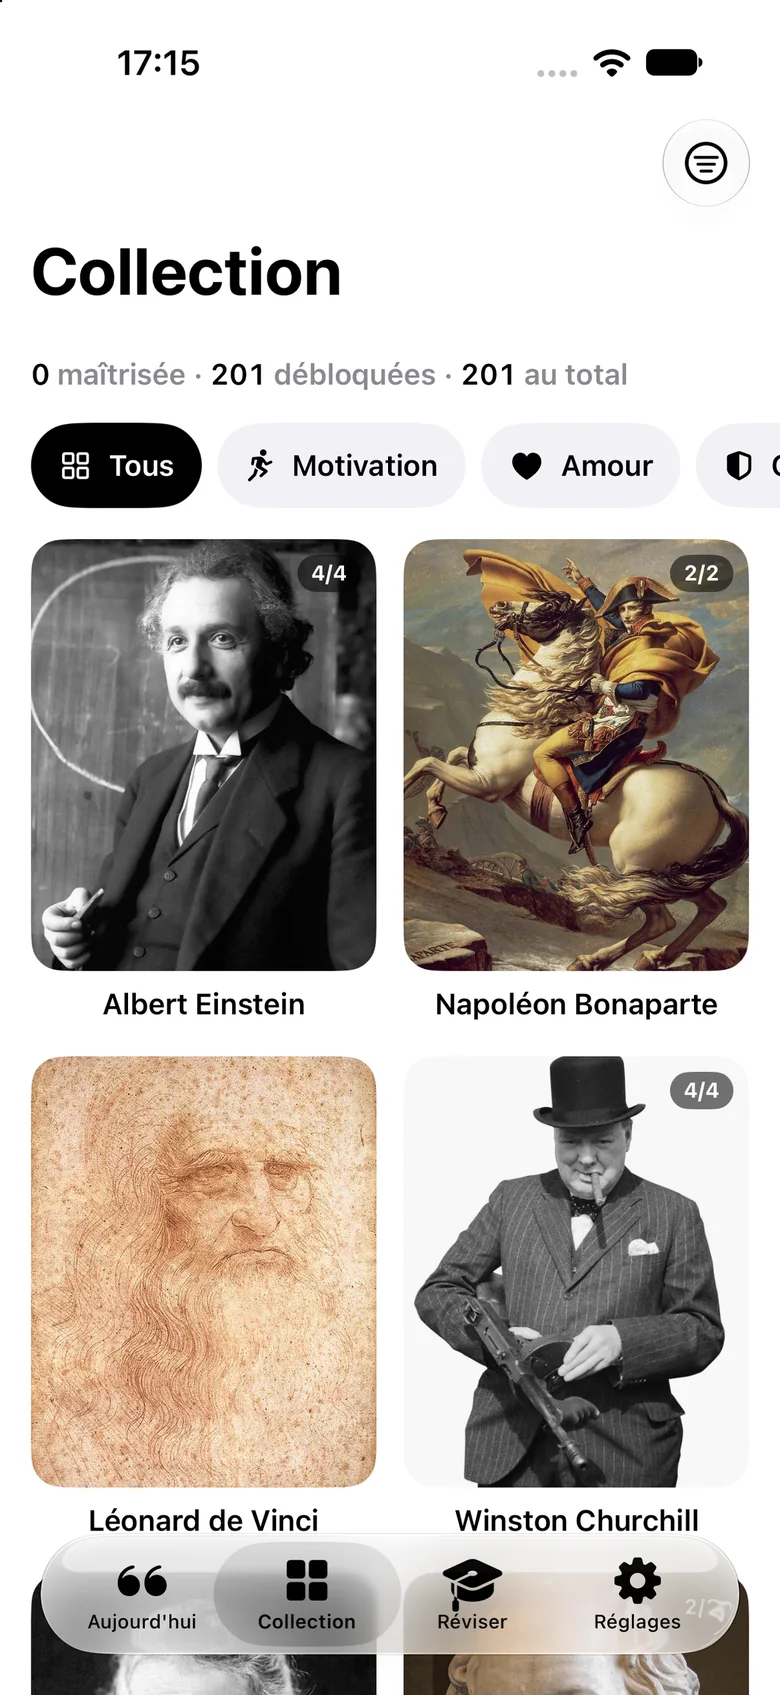 17:15
Collection
0 maîtrisée · 201 débloquées · 201 au total
Tous
Motivation
Amour
4/4
2/2
APARTE
Albert Einstein
Napoléon Bonaparte
4/4
Léonard de Vinci
Winston Churchill
Aujourd'hui
Collection
Réviser
Réglages